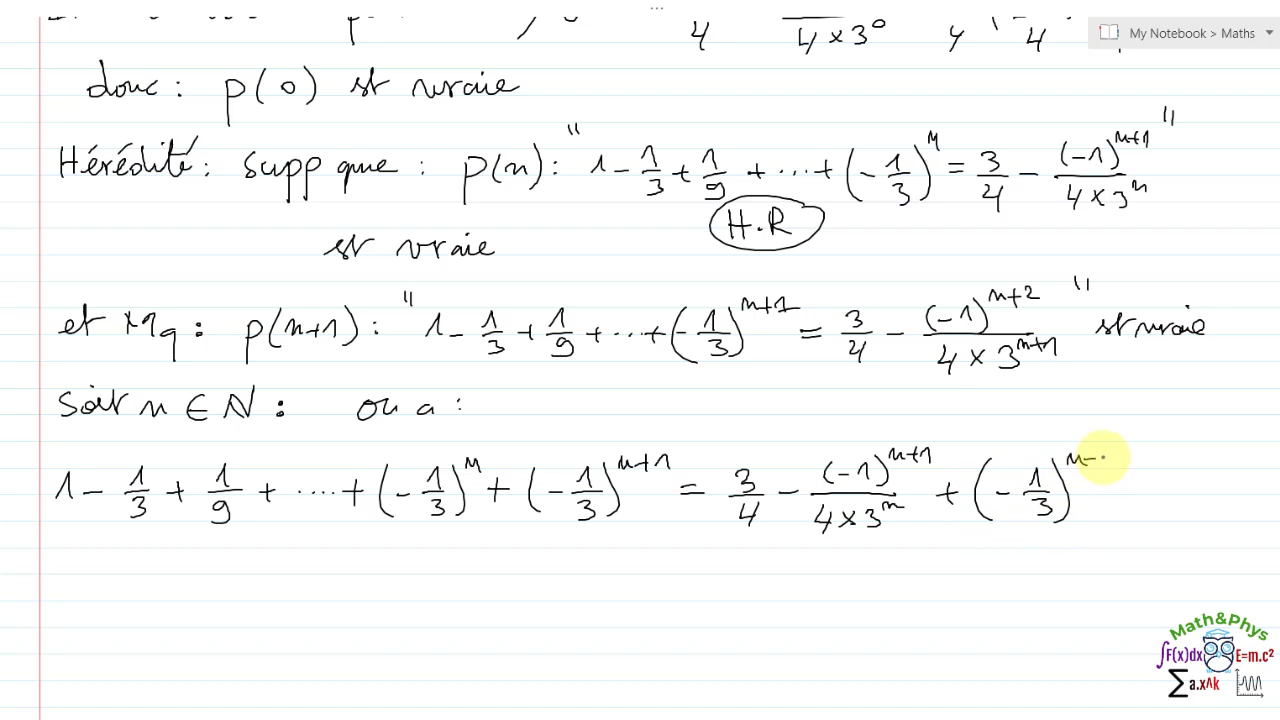 My Notebook > Maths
donc : p(0) est vraie
Hérédité : supp que : p(n) : " 1 - 1/3 + 1/9 + ... + (-1/3)^n = 3/4 - (-1)^(n+1)/(4×3^n) "
H.R
est vraie
et Mq : p(n+1) : " 1 - 1/3 + 1/9 + ... + (-1/3)^(n+1) = 3/4 - (-1)^(n+2)/(4×3^(n+1)) " est vraie
Soit n ∈ N : on a :
1 - 1/3 + 1/9 + .... + (-1/3)^n + (-1/3)^(n+1) = 3/4 - (-1)^(n+1)/(4×3^n) + (-1/3)^n-
Math&Phys
∫F(x)dx E=m.c²
∑ a.x^k